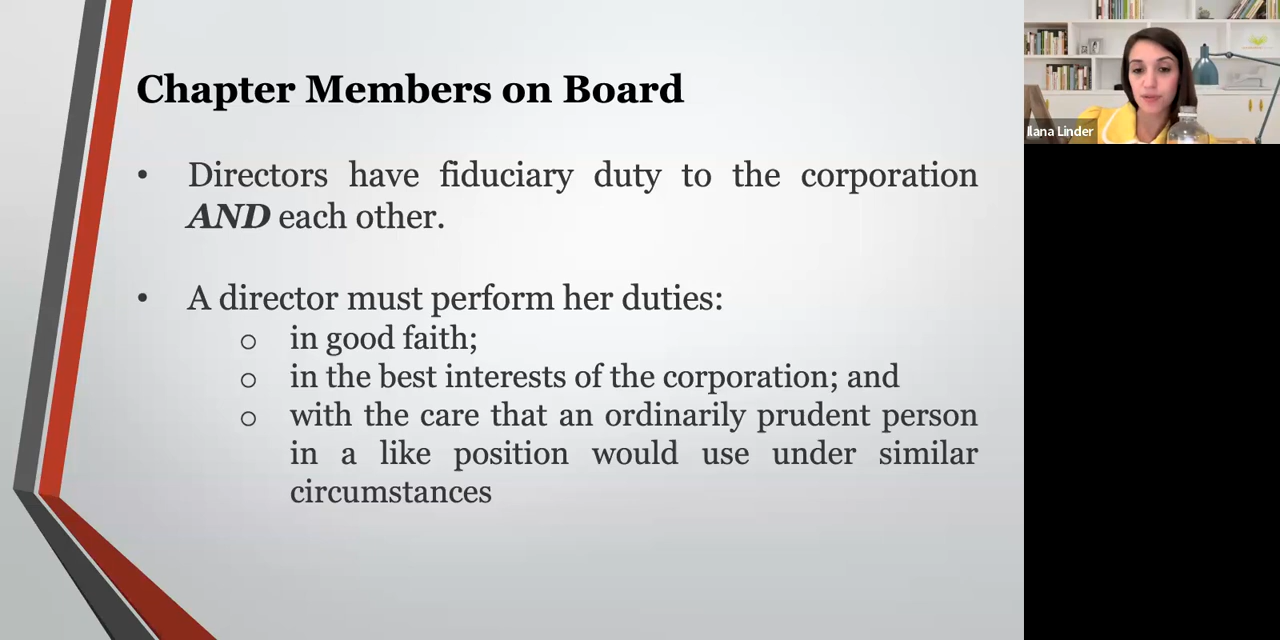 Chapter Members on Board
• Directors have fiduciary duty to the corporation
AND each other.
• A director must perform her duties:
o in good faith;
o in the best interests of the corporation; and
o with the care that an ordinarily prudent person
in a like position would use under similar
circumstances
Ilana Linder